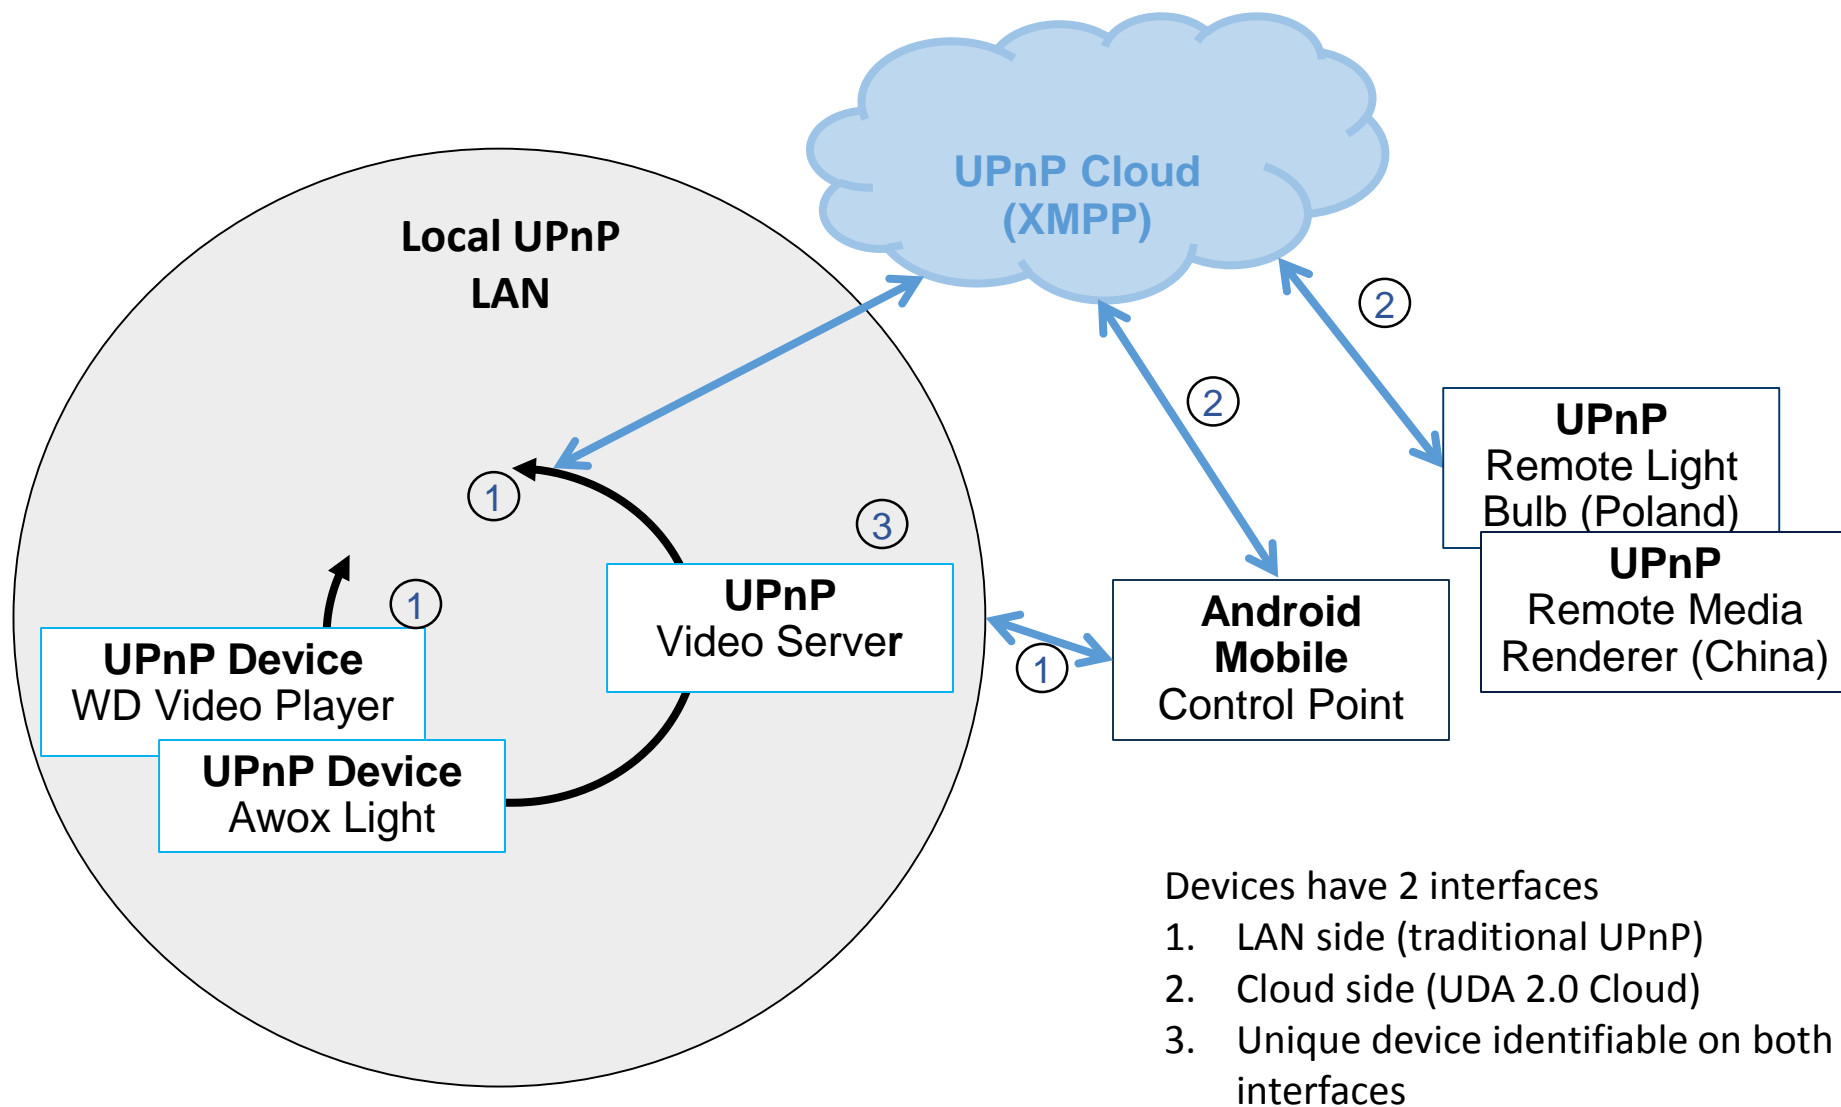 UPnP Cloud
(XMPP)
Local UPnP
LAN
2
2
1
3
1
1
UPnP
Remote Light
Bulb (Poland)
UPnP
Remote Media
Renderer (China)
UPnP
Video Server
Android
Mobile
Control Point
UPnP Device
WD Video Player
UPnP Device
Awox Light
Devices have 2 interfaces
1. LAN side (traditional UPnP)
2. Cloud side (UDA 2.0 Cloud)
3. Unique device identifiable on both
interfaces